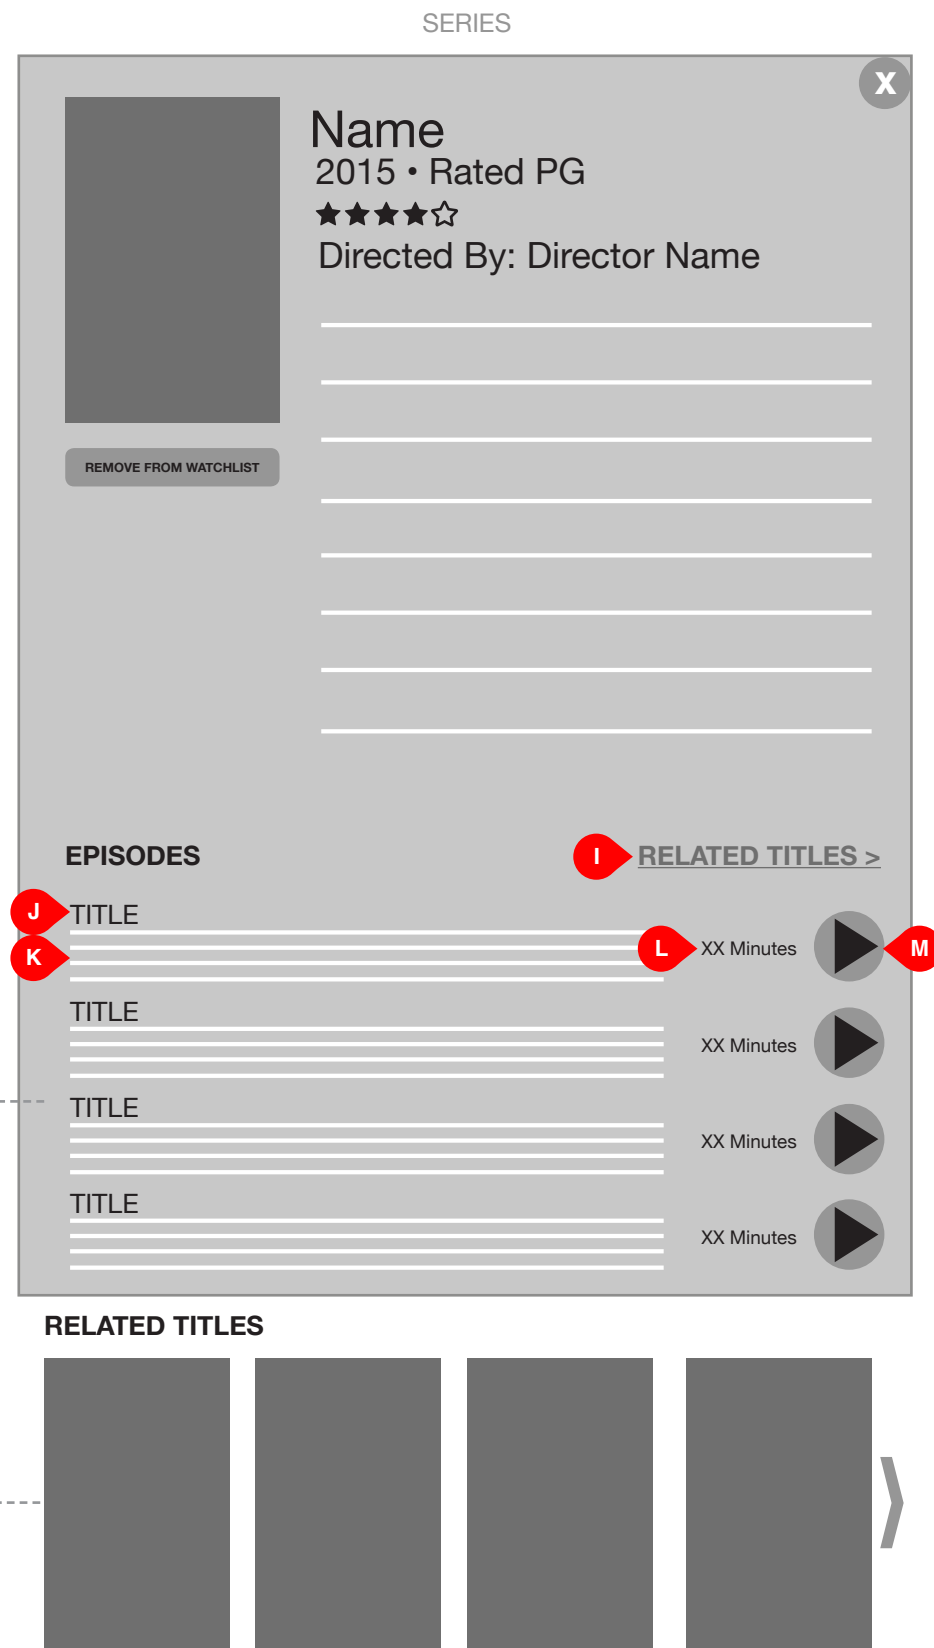 SERIES
X
Name
2015 • Rated PG
Directed By: Director Name
REMOVE FROM WATCHLIST
EPISODES
I
RELATED TITLES >
J
TITLE
K
L
XX Minutes
M
TITLE
XX Minutes
TITLE
XX Minutes
TITLE
XX Minutes
RELATED TITLES